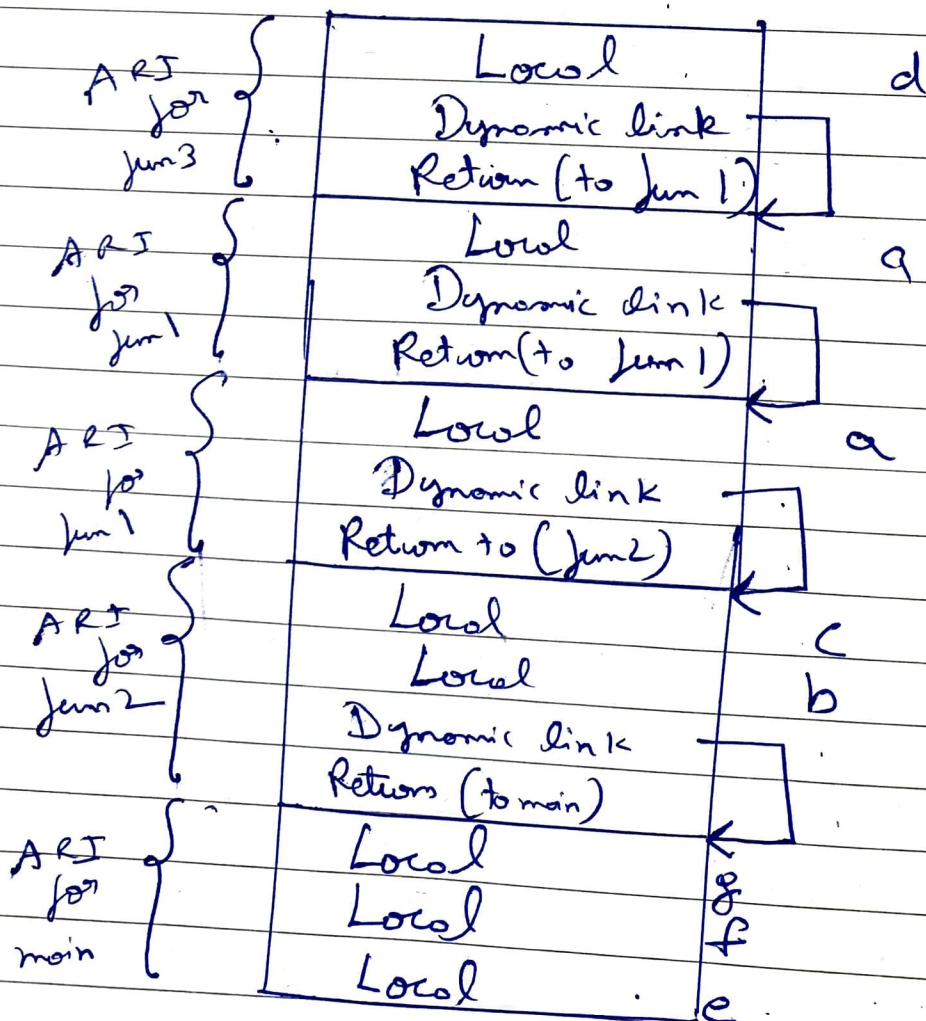 ARI for fun3
Local d
Dynamic link
Return (to fun 1)
ARI for fun1
Local a
Dynamic link
Return (to fun 1)
ARI for fun 1
Local a
Dynamic link
Return to (fun2)
ARI for fun2
Local c
Local b
Dynamic link
Return (to main)
ARI for main
Local g
Local f
Local e